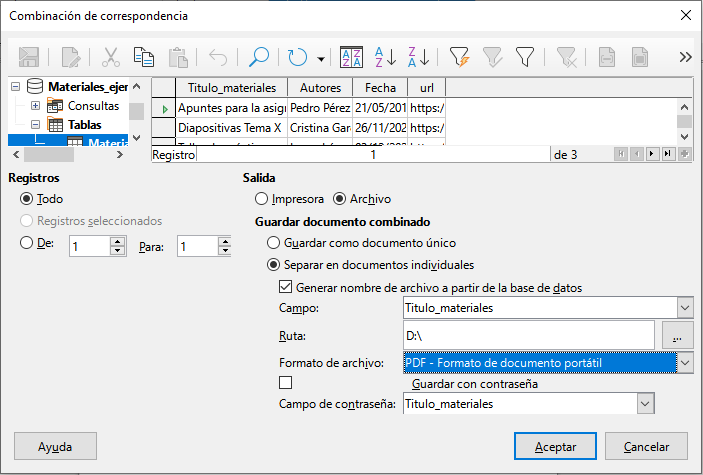 Combinación de correspondencia
Materiales_ejer
Consultas
Tablas
Materia
Titulo_materiales Autores Fecha url
Apuntes para la asig Pedro Pérez 21/05/201 https:/
Diapositivas Tema X Cristina Gar 26/11/202 https:/
Registro 1 de 3
Registros
Todo
Registros seleccionados
De: 1 Para: 1
Salida
Impresora Archivo
Guardar documento combinado
Guardar como documento único
Separar en documentos individuales
Generar nombre de archivo a partir de la base de datos
Campo: Titulo_materiales
Ruta: D:\ ...
Formato de archivo: PDF - Formato de documento portátil
Guardar con contraseña
Campo de contraseña: Titulo_materiales
Ayuda Aceptar Cancelar